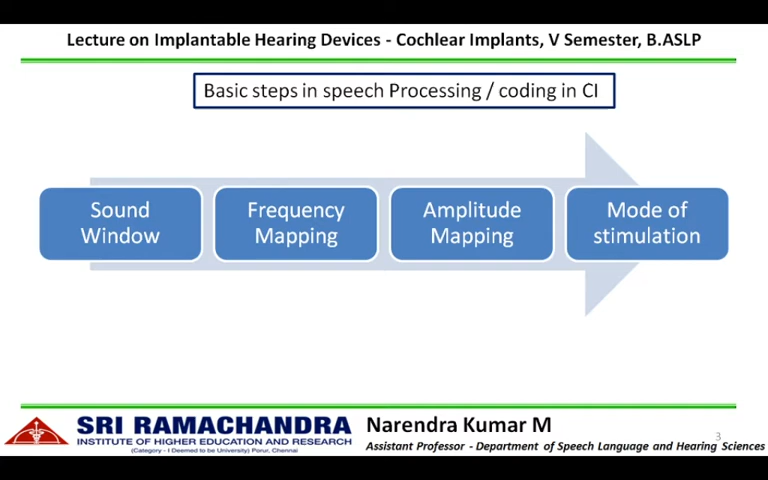 Lecture on Implantable Hearing Devices - Cochlear Implants, V Semester, B.ASLP
Basic steps in speech Processing / coding in CI
Sound
Window
Frequency
Mapping
Amplitude
Mapping
Mode of
stimulation
SRI RAMACHANDRA
INSTITUTE OF HIGHER EDUCATION AND RESEARCH
(Category - I Deemed to be University) Porur, Chennai
Narendra Kumar M
3
Assistant Professor - Department of Speech Language and Hearing Sciences